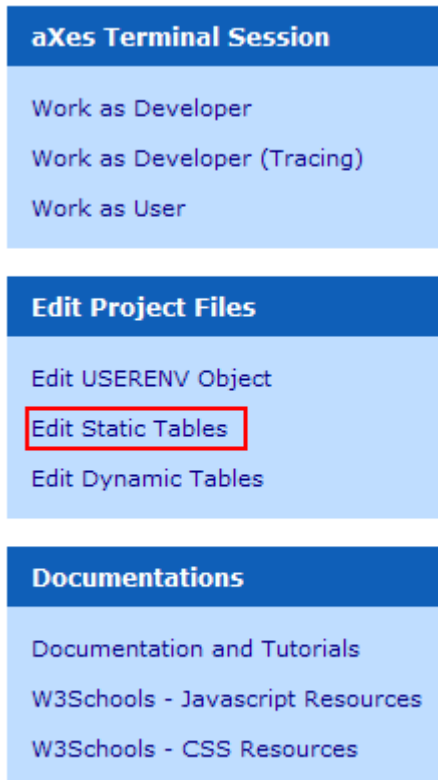 aXes Terminal Session
Work as Developer
Work as Developer (Tracing)
Work as User
Edit Project Files
Edit USERENV Object
Edit Static Tables
Edit Dynamic Tables
Documentations
Documentation and Tutorials
W3Schools - Javascript Resources
W3Schools - CSS Resources